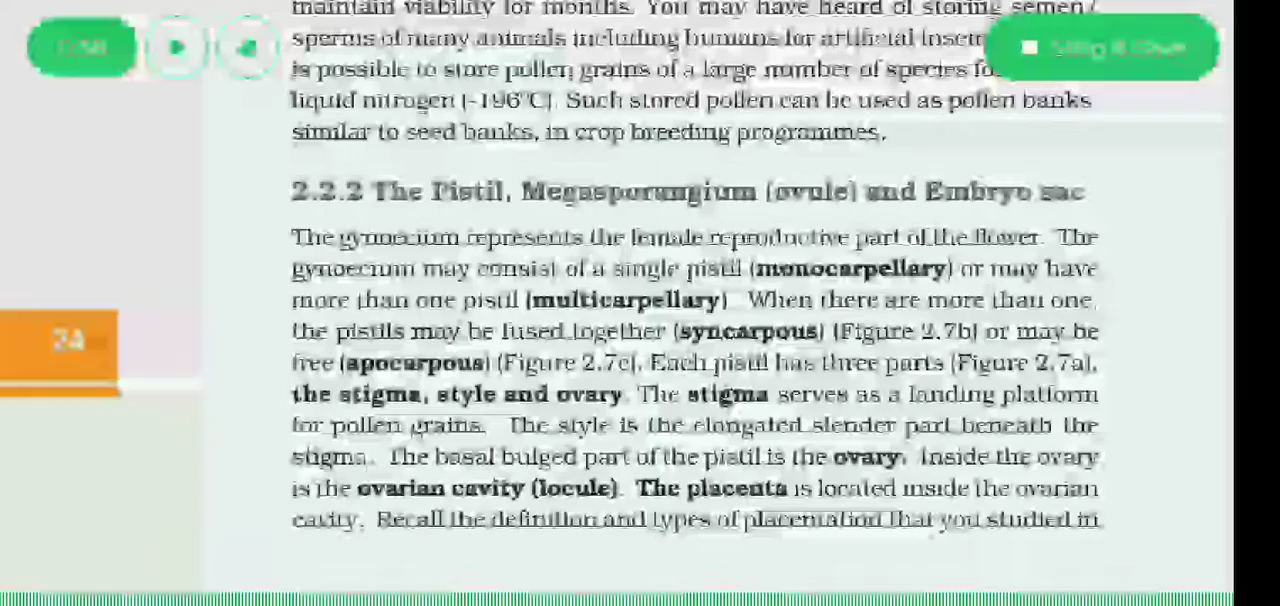 maintain viability for months. You may have heard of storing semen/
sperms of many animals including humans for artificial insem
is possible to store pollen grains of a large number of species fo
liquid nitrogen (-196°C). Such stored pollen can be used as pollen banks
similar to seed banks, in crop breeding programmes.
2.2.2 The Pistil, Megasporangium (ovule) and Embryo sac
The gynoecium represents the female reproductive part of the flower. The
gynoecium may consist of a single pistil (monocarpellary) or may have
more than one pistil (multicarpellary). When there are more than one,
the pistils may be fused together (syncarpous) (Figure 2.7b) or may be
free (apocarpous) (Figure 2.7c). Each pistil has three parts (Figure 2.7a),
24
the stigma, style and ovary. The stigma serves as a landing platform
for pollen grains. The style is the elongated slender part beneath the
stigma. The basal bulged part of the pistil is the ovary. Inside the ovary
is the ovarian cavity (locule). The placenta is located inside the ovarian
cavity. Recall the definition and types of placentation that you studied in